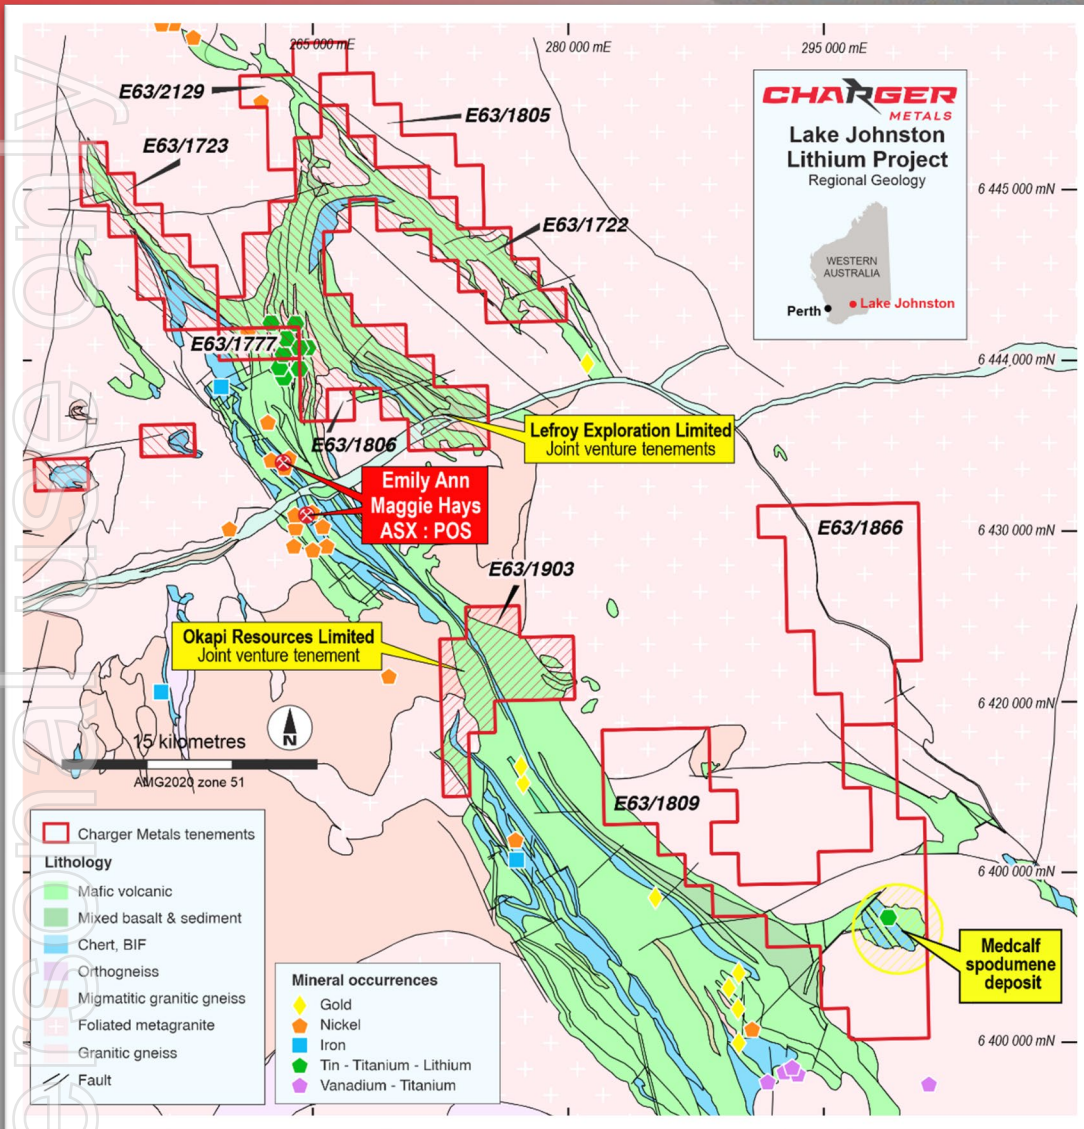 265 000 mE
280 000 mE
295 000 mE
E63/2129
E63/1805
E63/1723
E63/1722
CHARGER
METALS
Lake Johnston
Lithium Project
Regional Geology
WESTERN
AUSTRALIA
Perth
Lake Johnston
6 445 000 mN
E63/1777
6 444 000 mN
E63/1806
Lefroy Exploration Limited
Joint venture tenements
Emily Ann
Maggie Hays
ASX : POS
E63/1866
6 430 000 mN
E63/1903
Okapi Resources Limited
Joint venture tenement
6 420 000 mN
N
15 kilometres
AMG2020 zone 51
E63/1809
6 400 000 mN
Medcalf
spodumene
deposit
6 400 000 mN
Charger Metals tenements
Lithology
Mafic volcanic
Mixed basalt & sediment
Chert, BIF
Orthogneiss
Migmatitic granitic gneiss
Foliated metagranite
Granitic gneiss
Fault
Mineral occurrences
Gold
Nickel
Iron
Tin - Titanium - Lithium
Vanadium - Titanium
ersonal use only